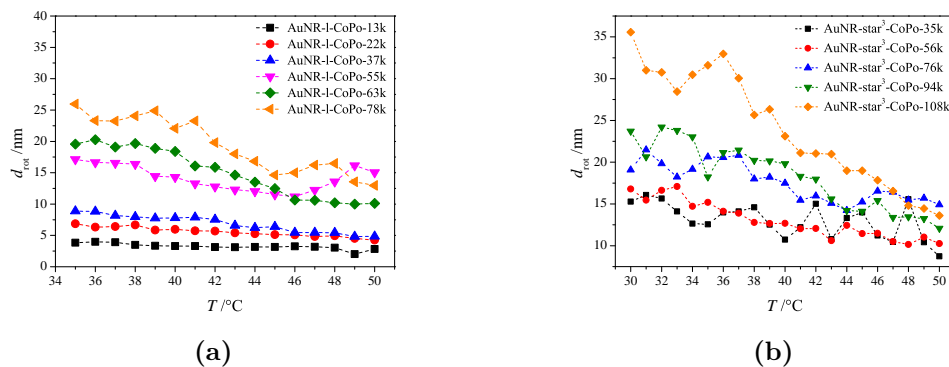 40
35
30
25
20
15
10
5
0
d_rot /nm
34 36 38 40 42 44 46 48 50
T /°C
AuNR-l-CoPo-13k
AuNR-l-CoPo-22k
AuNR-l-CoPo-37k
AuNR-l-CoPo-55k
AuNR-l-CoPo-63k
AuNR-l-CoPo-78k
(a)
35
30
25
20
15
10
d_rot /nm
30 32 34 36 38 40 42 44 46 48 50
T /°C
AuNR-star³-CoPo-35k
AuNR-star³-CoPo-56k
AuNR-star³-CoPo-76k
AuNR-star³-CoPo-94k
AuNR-star³-CoPo-108k
(b)